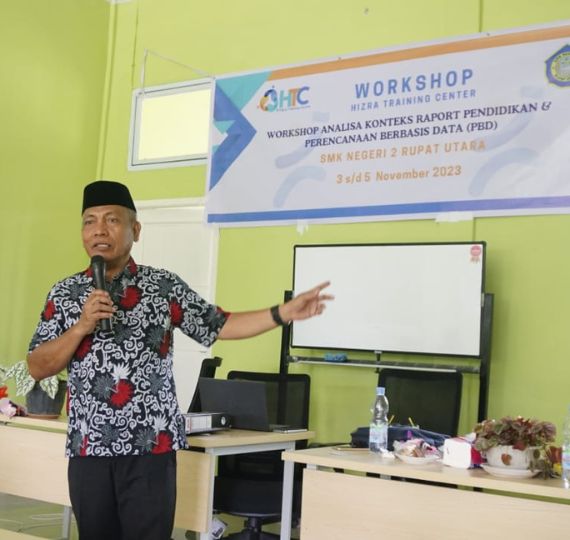 HTC
WORKSHOP
HIZRA TRAINING CENTER
WORKSHOP ANALISA KONTEKS RAPORT PENDIDIKAN &
PERENCANAAN BERBASIS DATA (PBD)
SMK NEGERI 2 RUPAT UTARA
3 s/d 5 November 2023